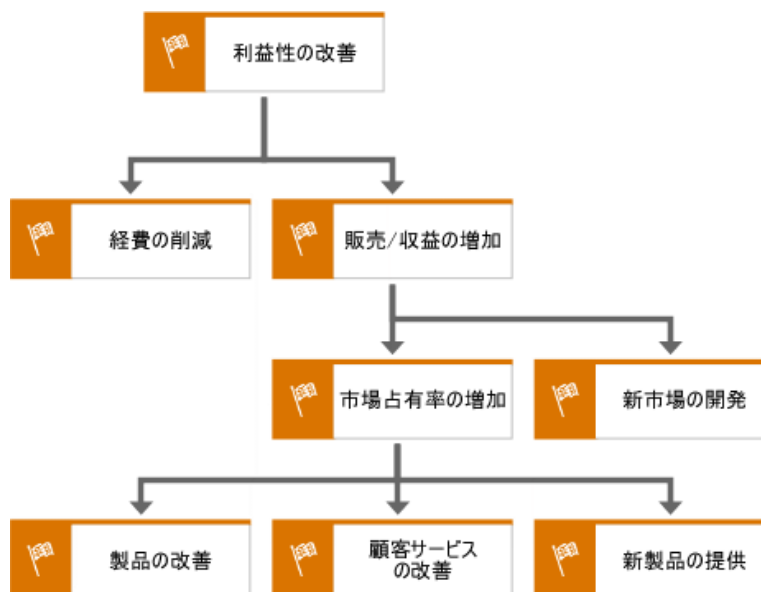 利益性の改善
経費の削減
販売/収益の増加
市場占有率の増加
新市場の開発
製品の改善
顧客サービス
の改善
新製品の提供